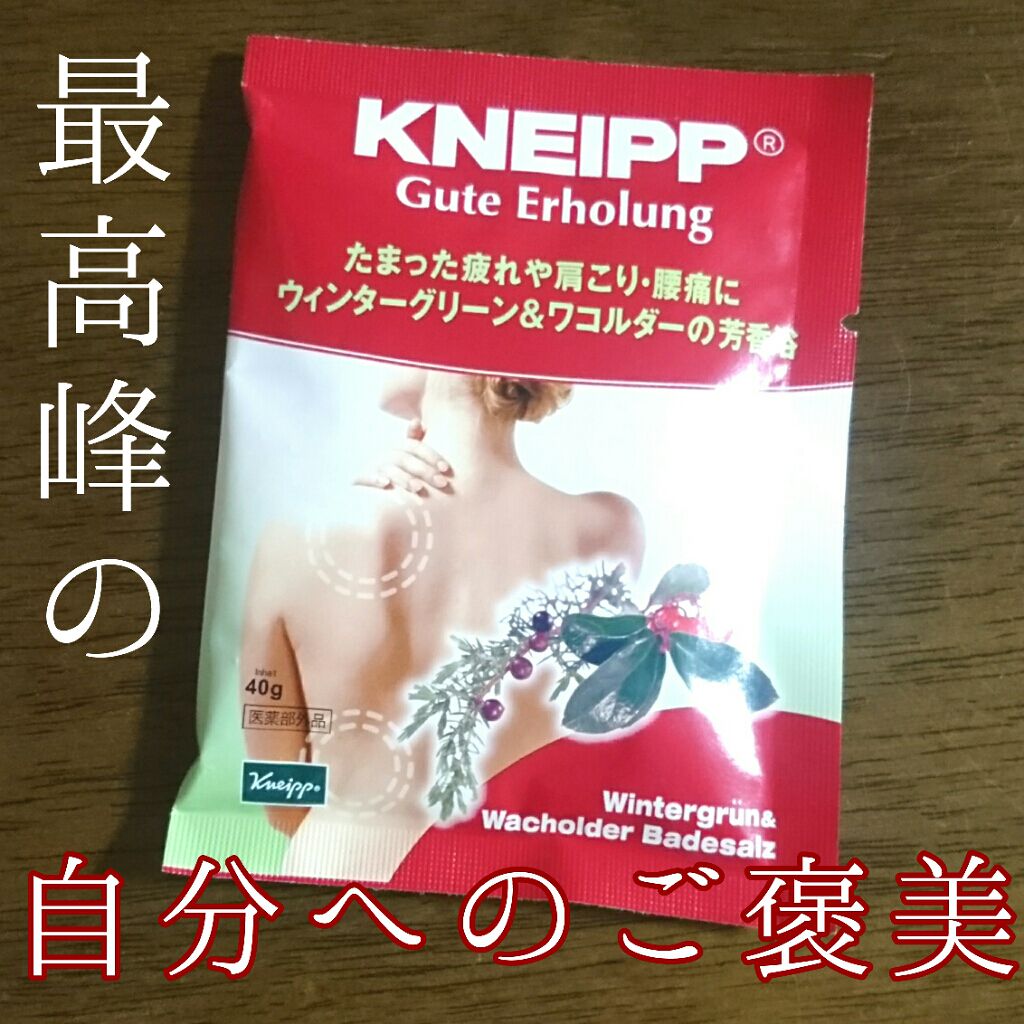 最高峰の
KNEIPP®
Gute Erholung
たまった疲れや肩こり・腰痛に
ウィンターグリーン&ワコルダーの芳香浴
Inhalt
40g
医薬部外品
Kneipp®
Wintergrün&
Wacholder Badesalz
自分へのご褒美